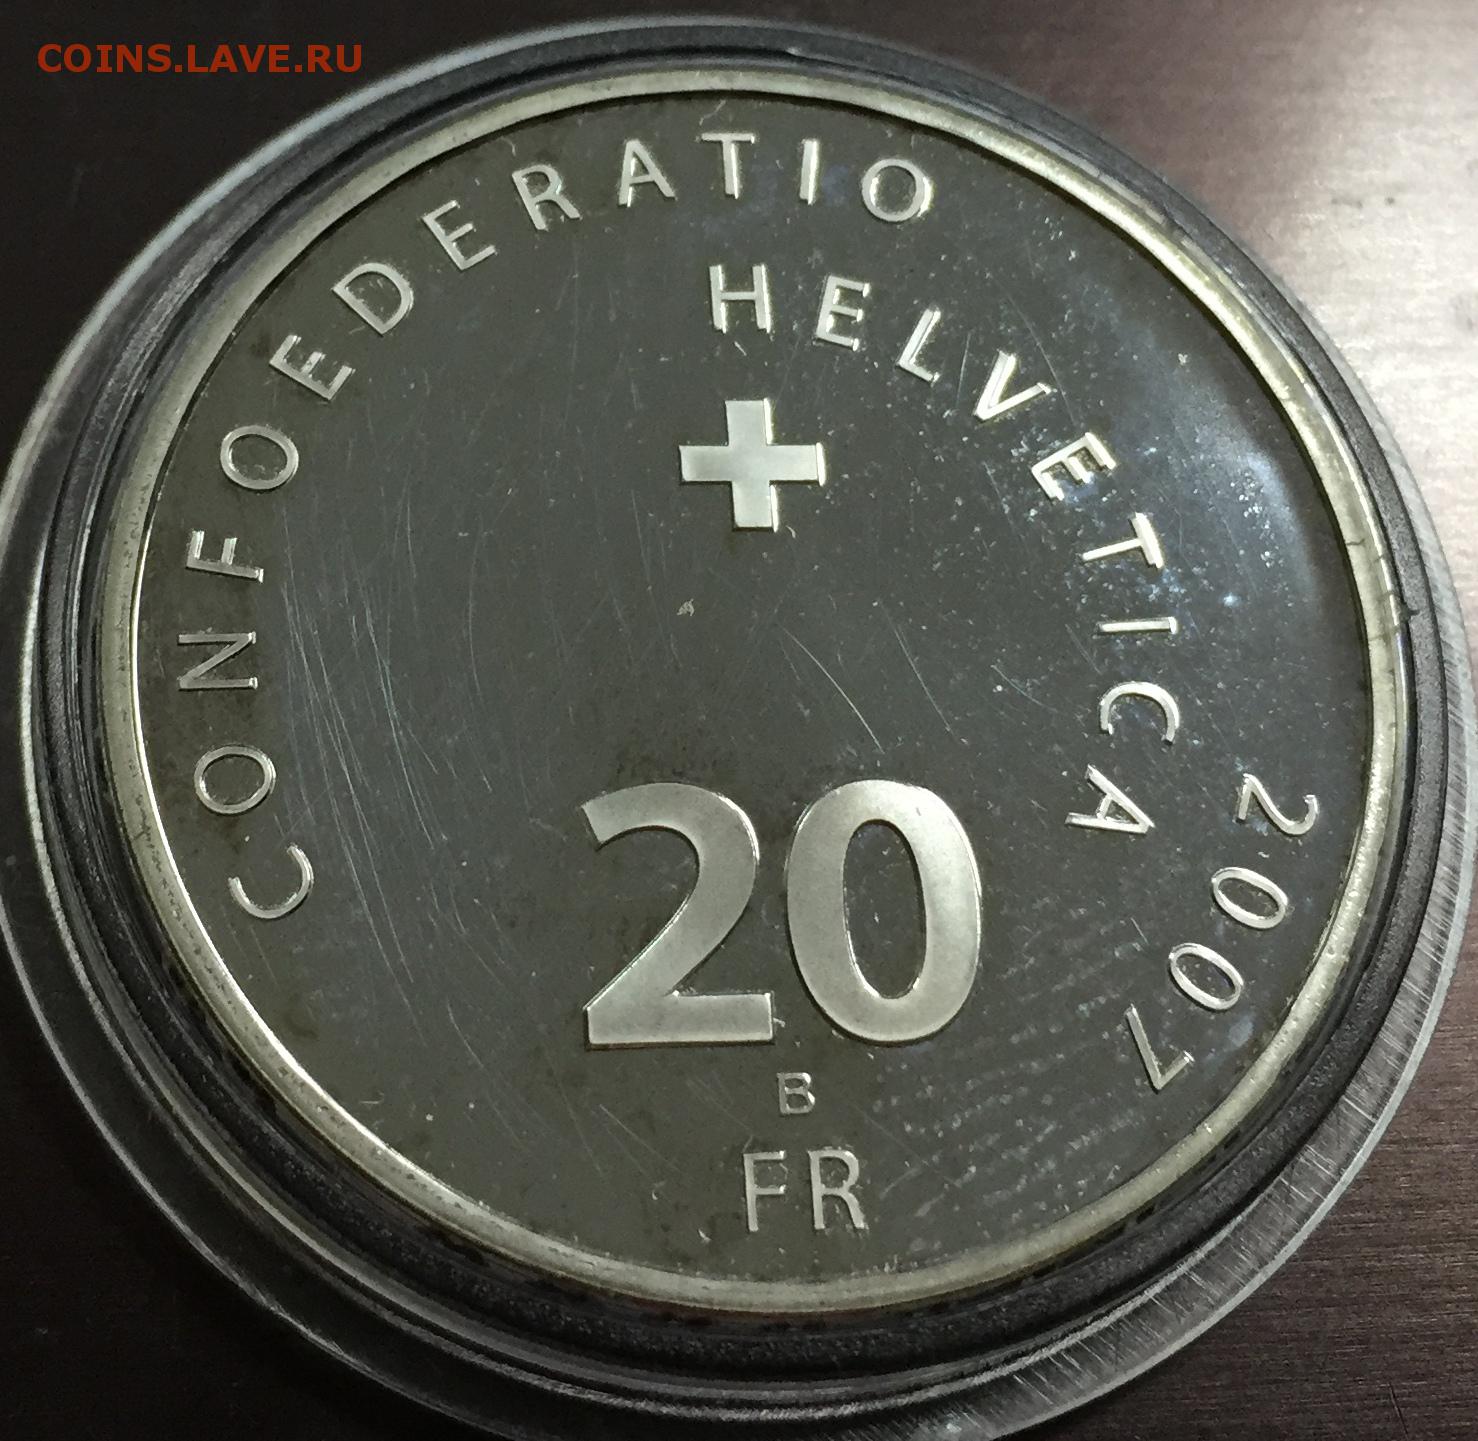 COINS.LAVE.RU
CONFOEDERATIO
HELVETICA
2007
20
B
FR